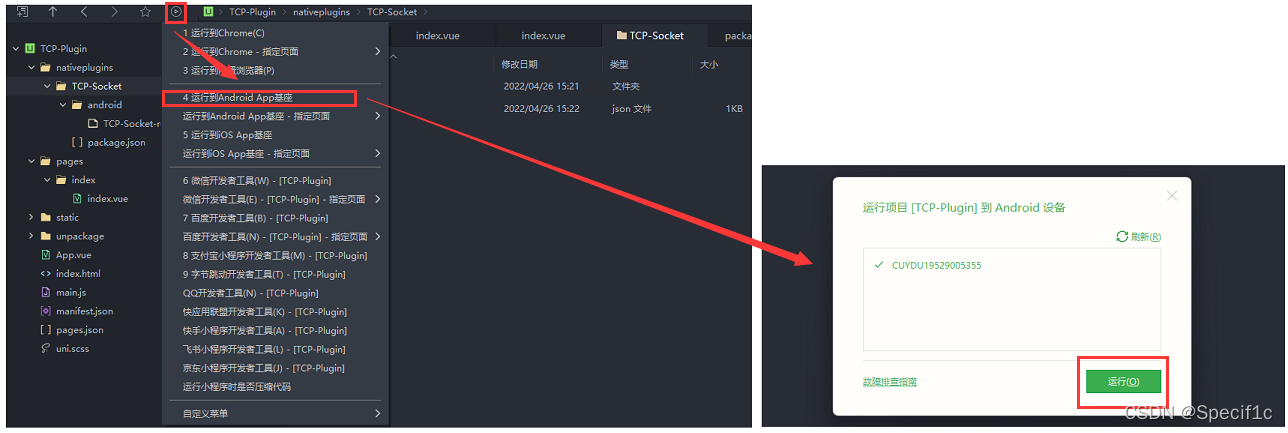 TCP-Plugin
nativeplugins
TCP-Socket
TCP-Plugin
nativeplugins
TCP-Socket
android
TCP-Socket-r
package.json
pages
index
index.vue
static
unpackage
App.vue
index.html
main.js
manifest.json
pages.json
uni.scss
1 运行到Chrome(C)
2 运行到Chrome - 指定页面
3 运行到浏览器(P)
4 运行到Android App基座
运行到Android App基座 - 指定页面
5 运行到iOS App基座
运行到iOS App基座 - 指定页面
6 微信开发者工具(W) - [TCP-Plugin]
微信开发者工具(E) - [TCP-Plugin] - 指定页面
7 百度开发者工具(B) - [TCP-Plugin]
百度开发者工具(N) - [TCP-Plugin] - 指定页面
8 支付宝小程序开发者工具(M) - [TCP-Plugin]
9 字节跳动开发者工具(T) - [TCP-Plugin]
QQ开发者工具(N) - [TCP-Plugin]
快应用联盟开发者工具(K) - [TCP-Plugin]
快手小程序开发者工具(A) - [TCP-Plugin]
飞书小程序开发者工具(L) - [TCP-Plugin]
京东小程序开发者工具(J) - [TCP-Plugin]
运行小程序时是否压缩代码
自定义菜单
index.vue
index.vue
TCP-Socket
packa
修改日期 类型 大小
2022/04/26 15:21 文件夹
2022/04/26 15:22 json 文件 1KB
运行项目 [TCP-Plugin] 到 Android 设备
刷新(R)
CUYDU19529005355
故障排查指南
运行(O)
CSDN @Specif1c